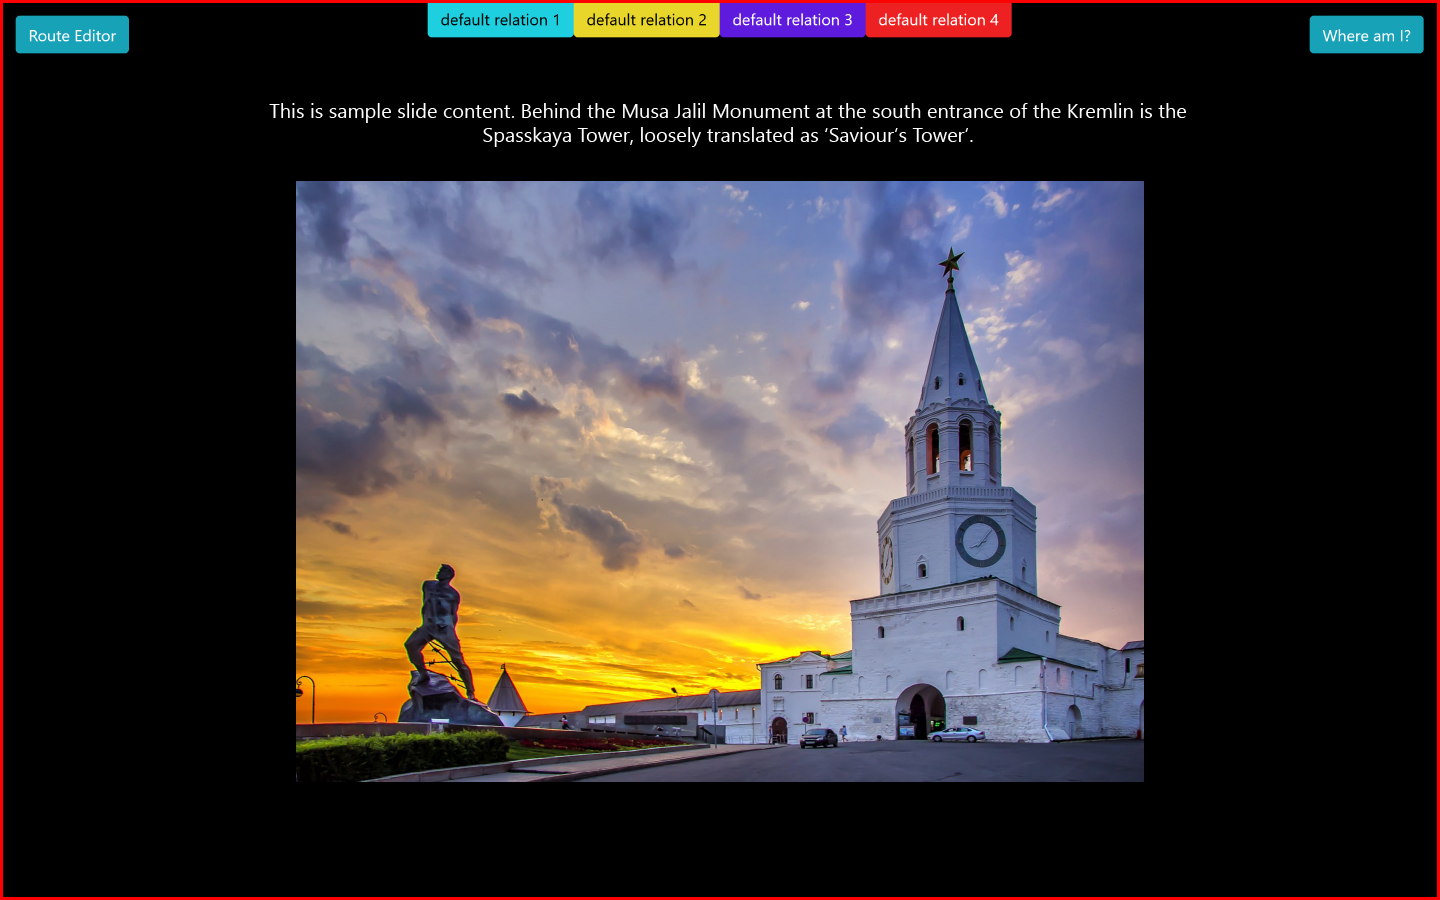 Route Editor
default relation 1
default relation 2
default relation 3
default relation 4
Where am I?
This is sample slide content. Behind the Musa Jalil Monument at the south entrance of the Kremlin is the
Spasskaya Tower, loosely translated as ‘Saviour’s Tower’.